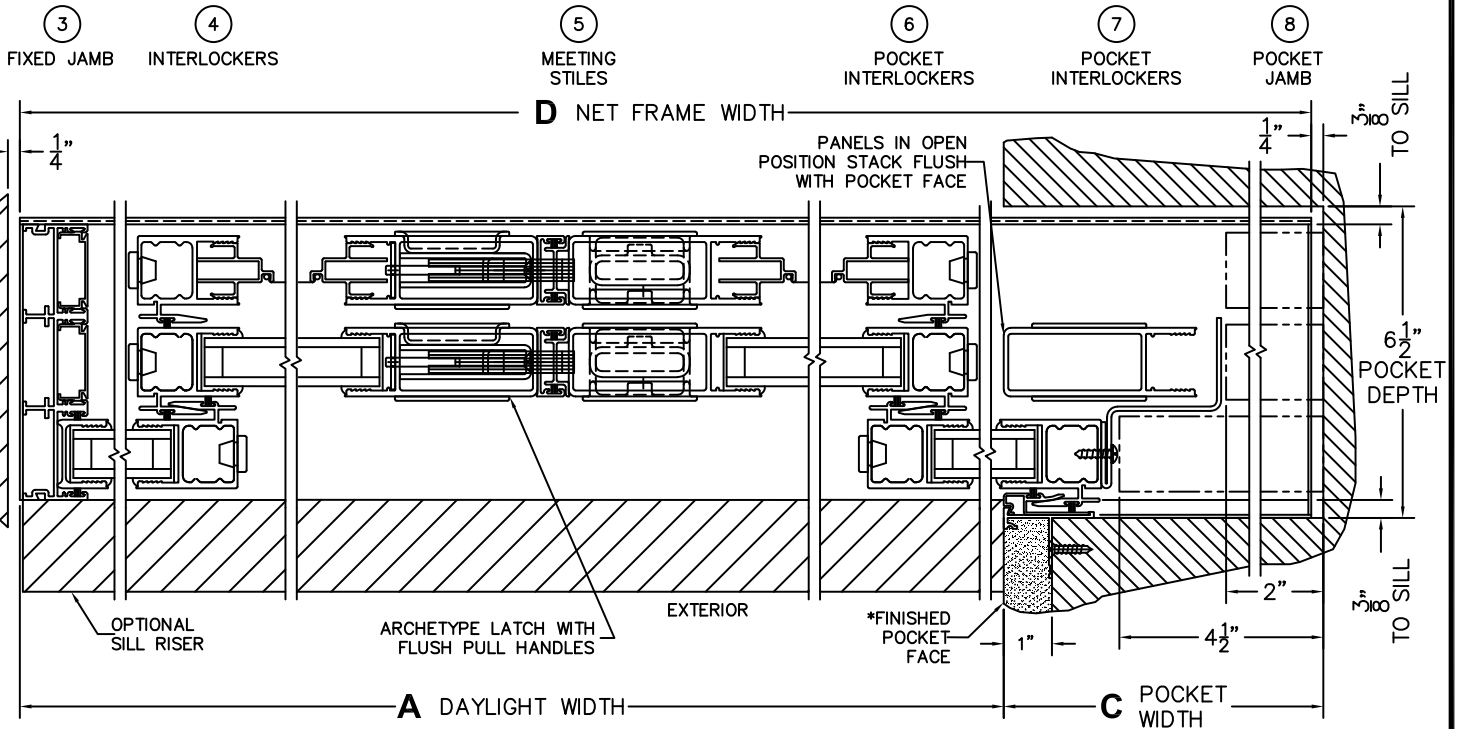 3
FIXED JAMB
4
INTERLOCKERS
5
MEETING
STILES
6
POCKET
INTERLOCKERS
7
POCKET
INTERLOCKERS
8
POCKET
JAMB
D NET FRAME WIDTH
1/4"
1/4"
3/8"
TO SILL
PANELS IN OPEN
POSITION STACK FLUSH
WITH POCKET FACE
6 1/2"
POCKET
DEPTH
OPTIONAL
SILL RISER
ARCHETYPE LATCH WITH
FLUSH PULL HANDLES
EXTERIOR
*FINISHED
POCKET
FACE
1"
2"
4 1/2"
3/8"
TO SILL
A DAYLIGHT WIDTH
C POCKET
WIDTH